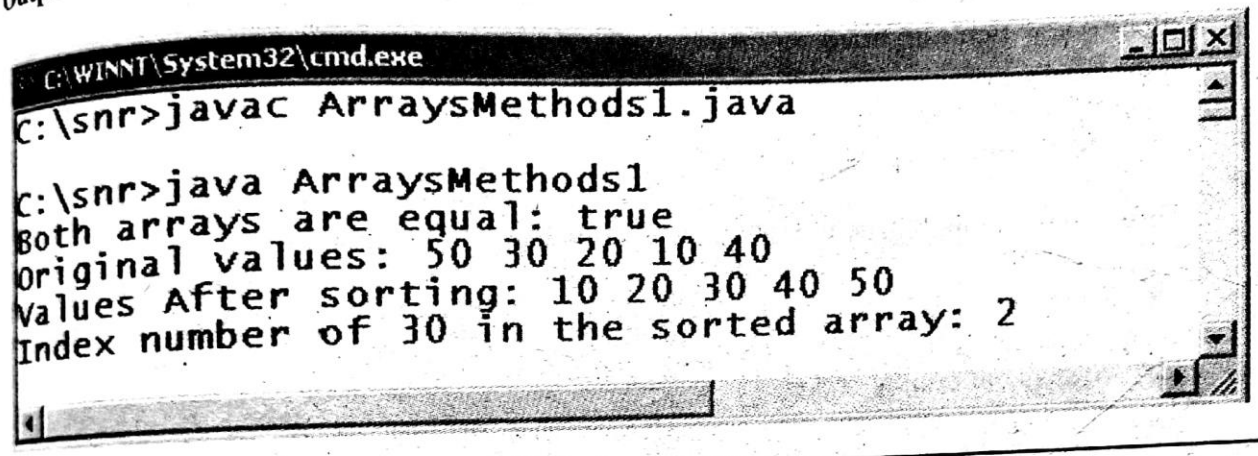 C:\WINNT\System32\cmd.exe
C:\snr>javac ArraysMethods1.java
C:\snr>java ArraysMethods1
Both arrays are equal: true
Original values: 50 30 20 10 40
Values After sorting: 10 20 30 40 50
Index number of 30 in the sorted array: 2